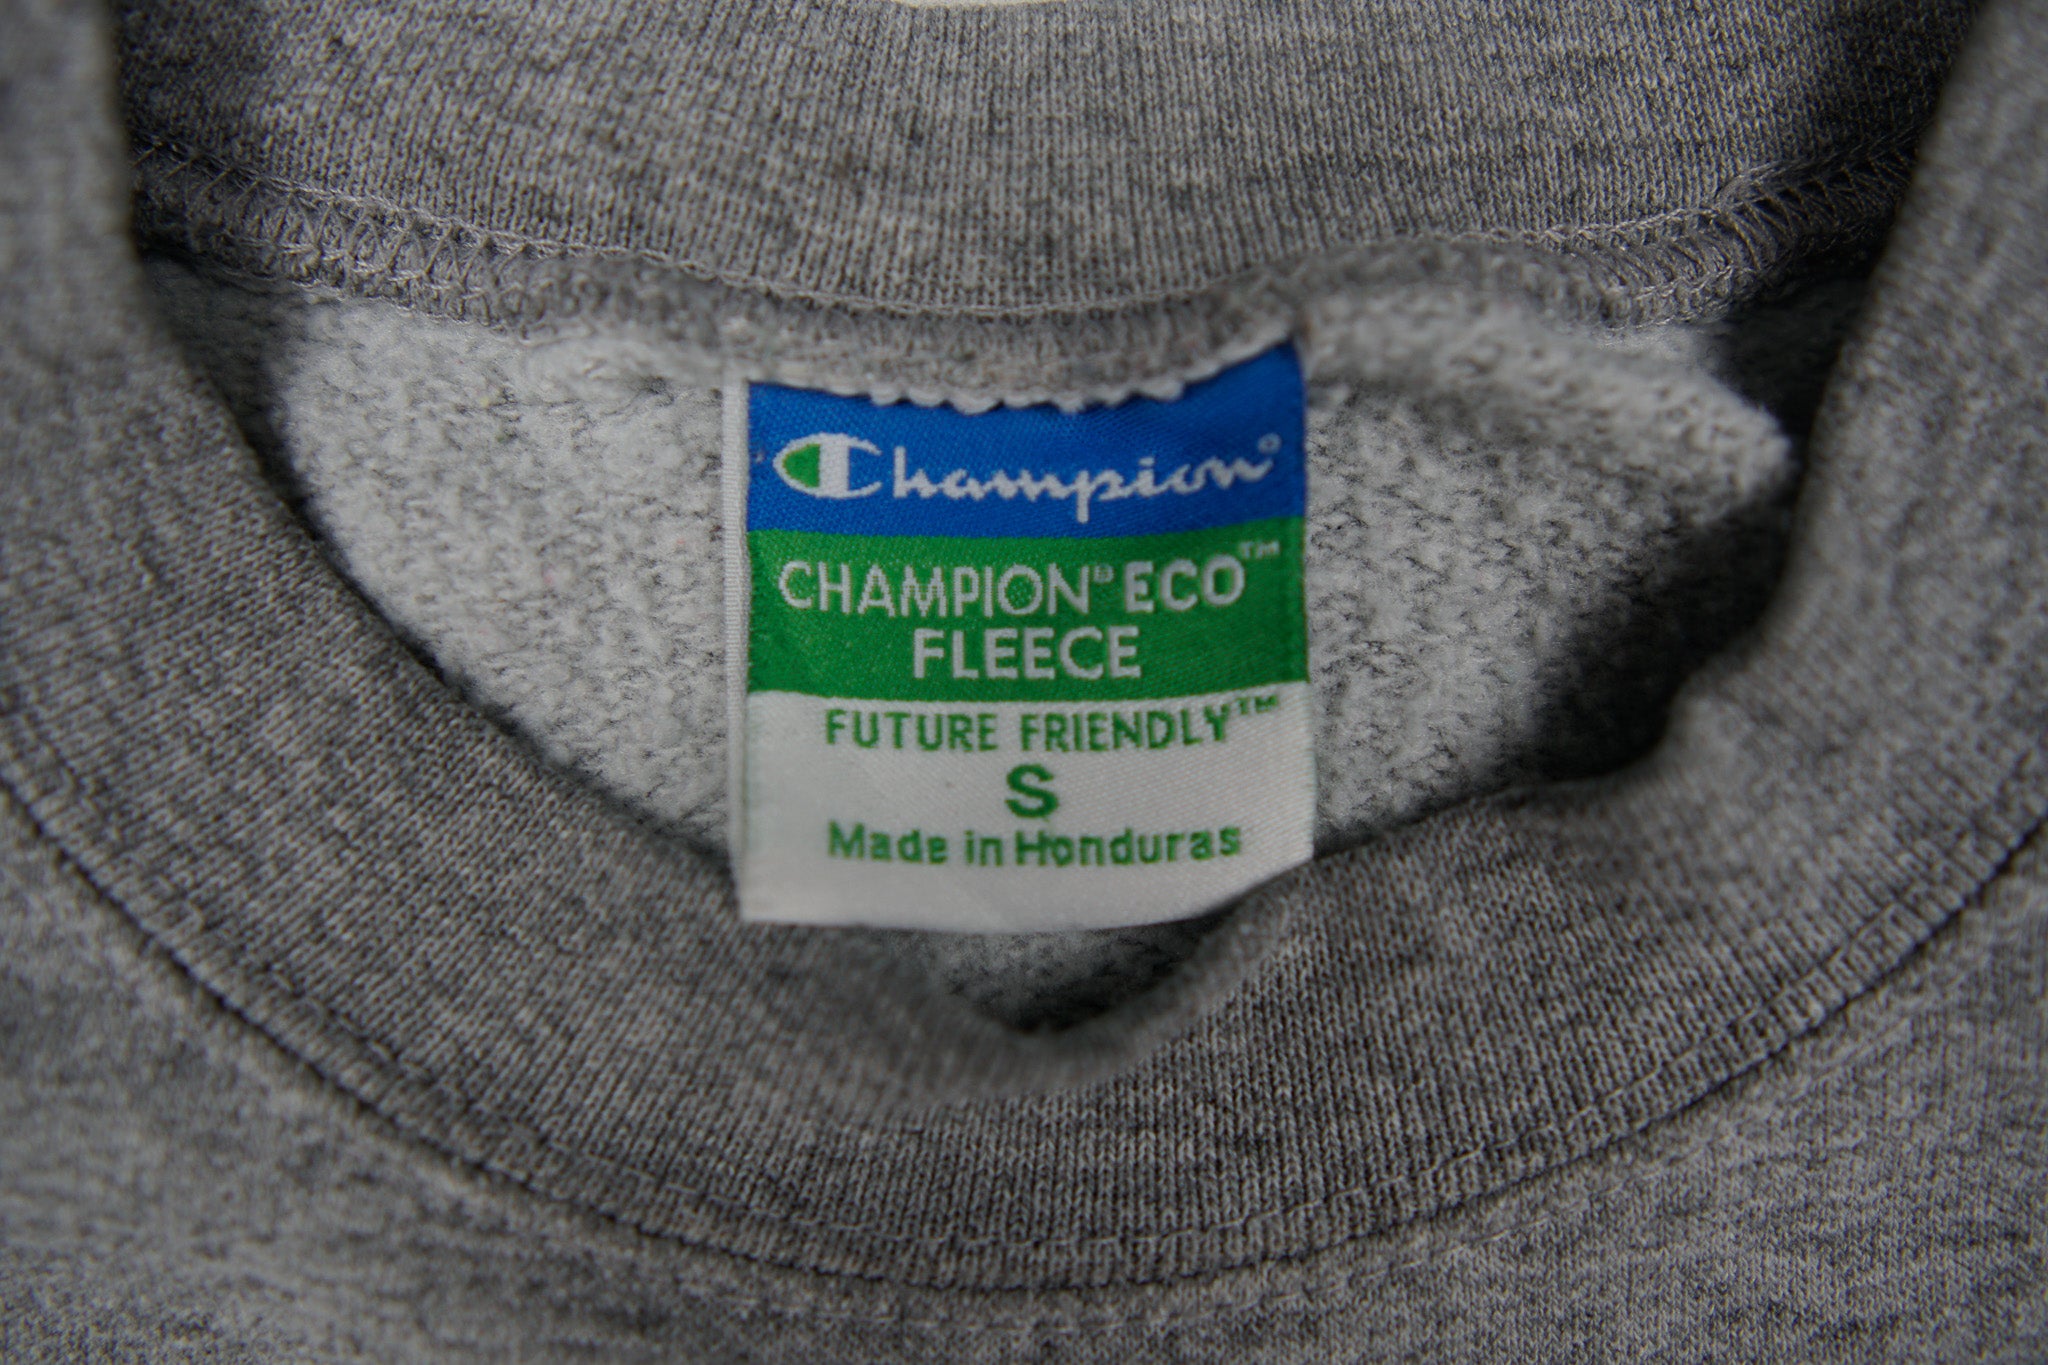 Champion®
CHAMPION® ECO™
FLEECE
FUTURE FRIENDLY™
S
Made in Honduras